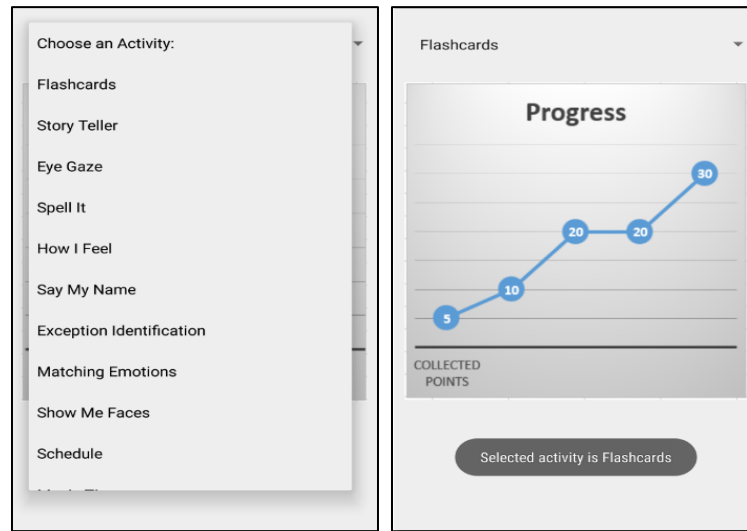 Choose an Activity:
Flashcards
Story Teller
Eye Gaze
Spell It
How I Feel
Say My Name
Exception Identification
Matching Emotions
Show Me Faces
Schedule
Flashcards
Progress
30
20
20
10
5
COLLECTED
POINTS
Selected activity is Flashcards